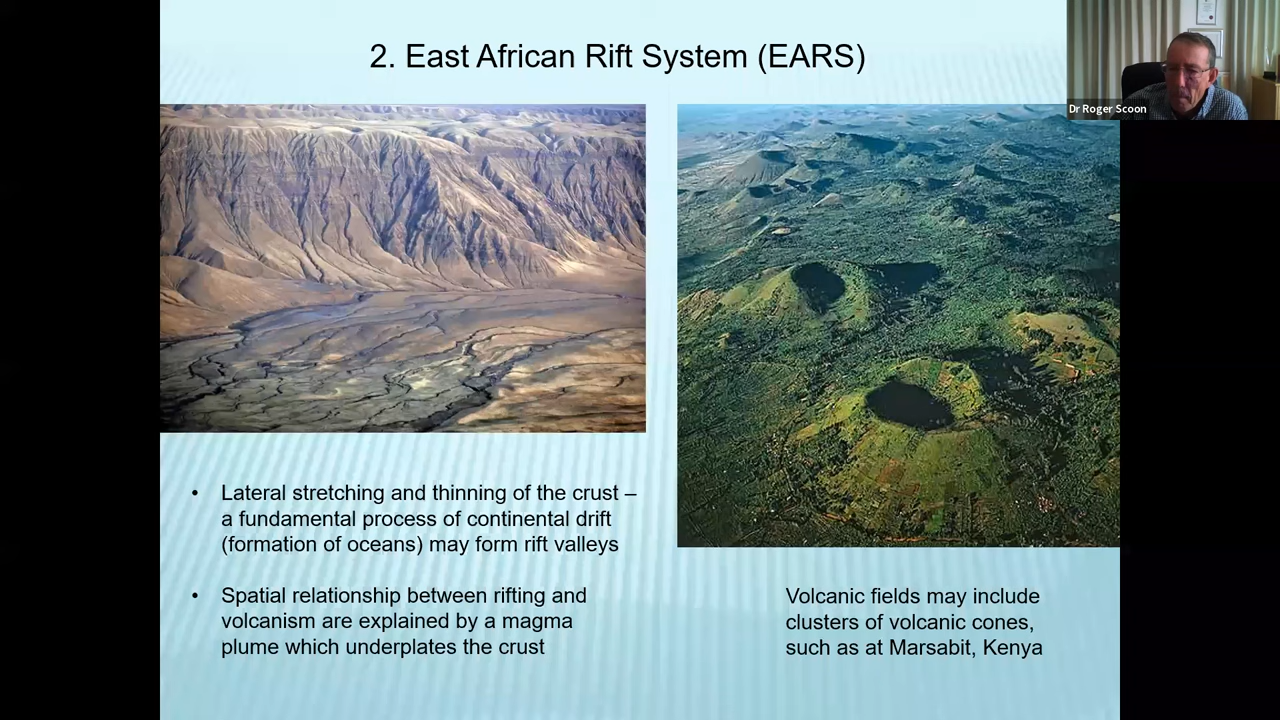 2. East African Rift System (EARS)
Dr Roger Scoon
• Lateral stretching and thinning of the crust –
a fundamental process of continental drift
(formation of oceans) may form rift valleys
• Spatial relationship between rifting and
volcanism are explained by a magma
plume which underplates the crust
Volcanic fields may include
clusters of volcanic cones,
such as at Marsabit, Kenya